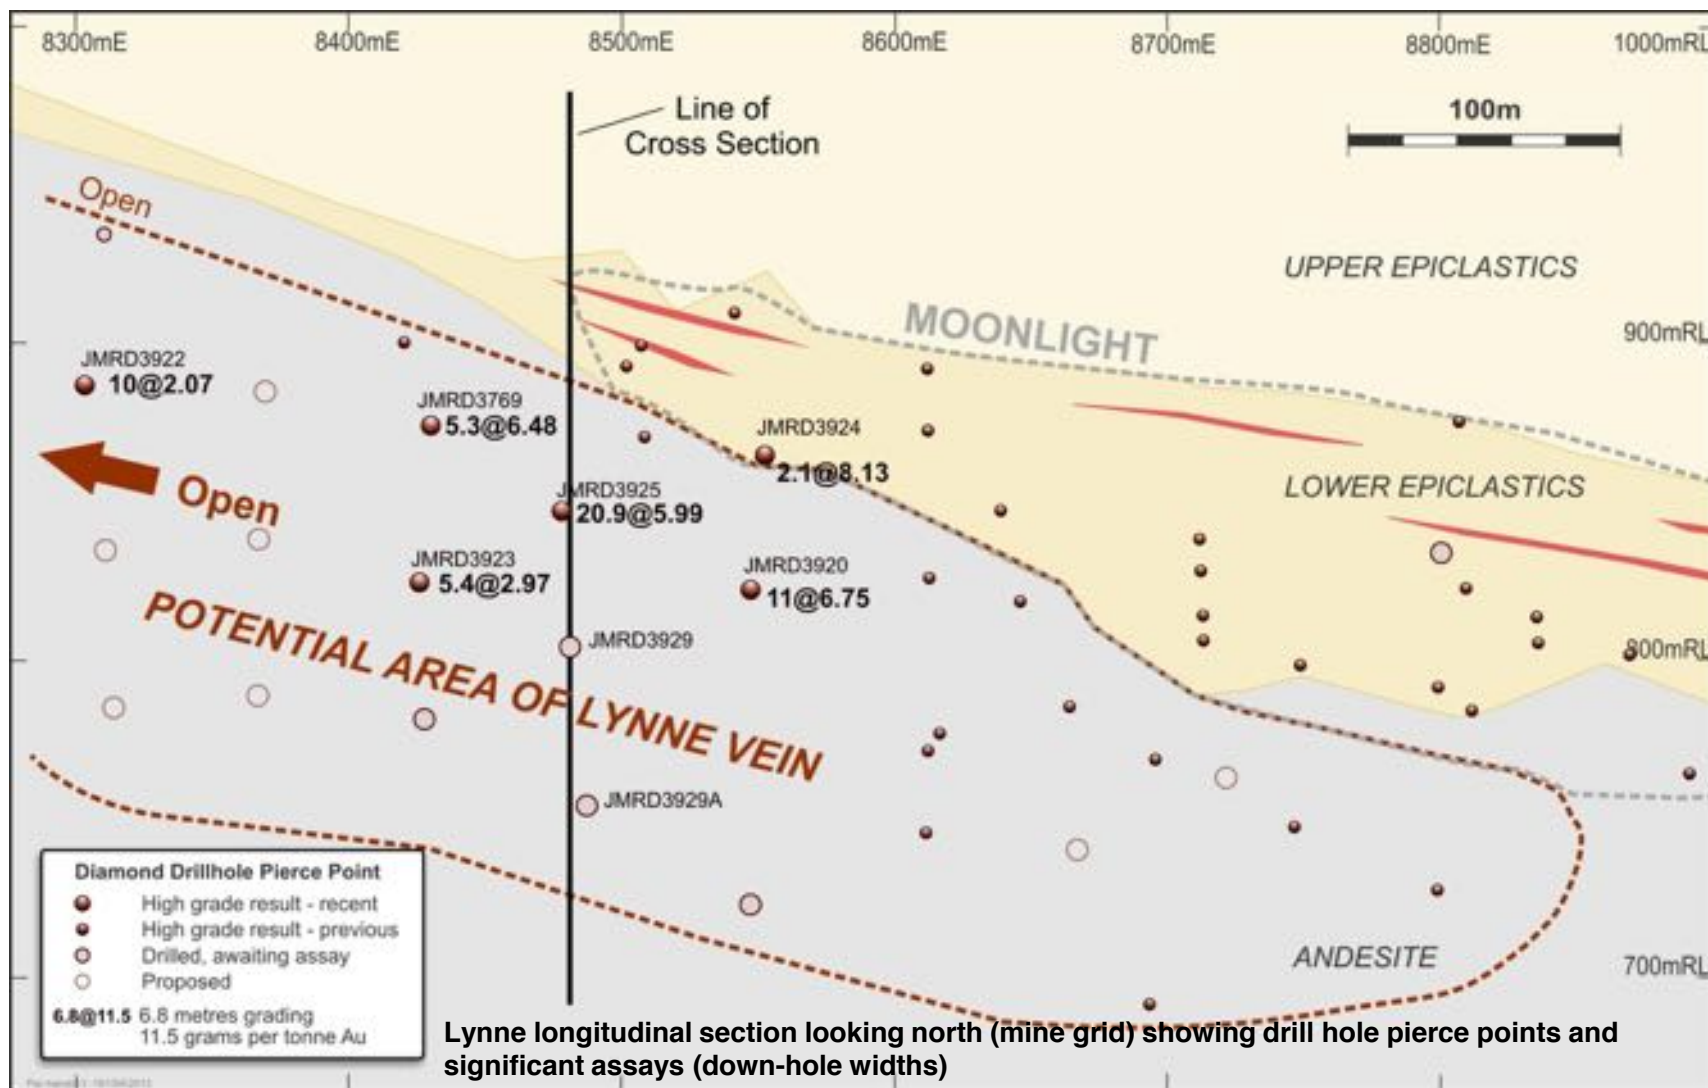 8300mE 8400mE 8500mE 8600mE 8700mE 8800mE 1000mRL
Line of
Cross Section
100m
Open
UPPER EPICLASTICS
MOONLIGHT
900mRL
JMRD3922
10@2.07
JMRD3769
5.3@6.48
JMRD3924
2.1@8.13
Open
JMRD3925
20.9@5.99
LOWER EPICLASTICS
JMRD3923
5.4@2.97
JMRD3920
11@6.75
POTENTIAL AREA OF LYNNE VEIN
JMRD3929
800mRL
JMRD3929A
Diamond Drillhole Pierce Point
High grade result - recent
High grade result - previous
Drilled, awaiting assay
Proposed
6.8@11.5 6.8 metres grading
11.5 grams per tonne Au
ANDESITE
700mRL
Lynne longitudinal section looking north (mine grid) showing drill hole pierce points and
significant assays (down-hole widths)